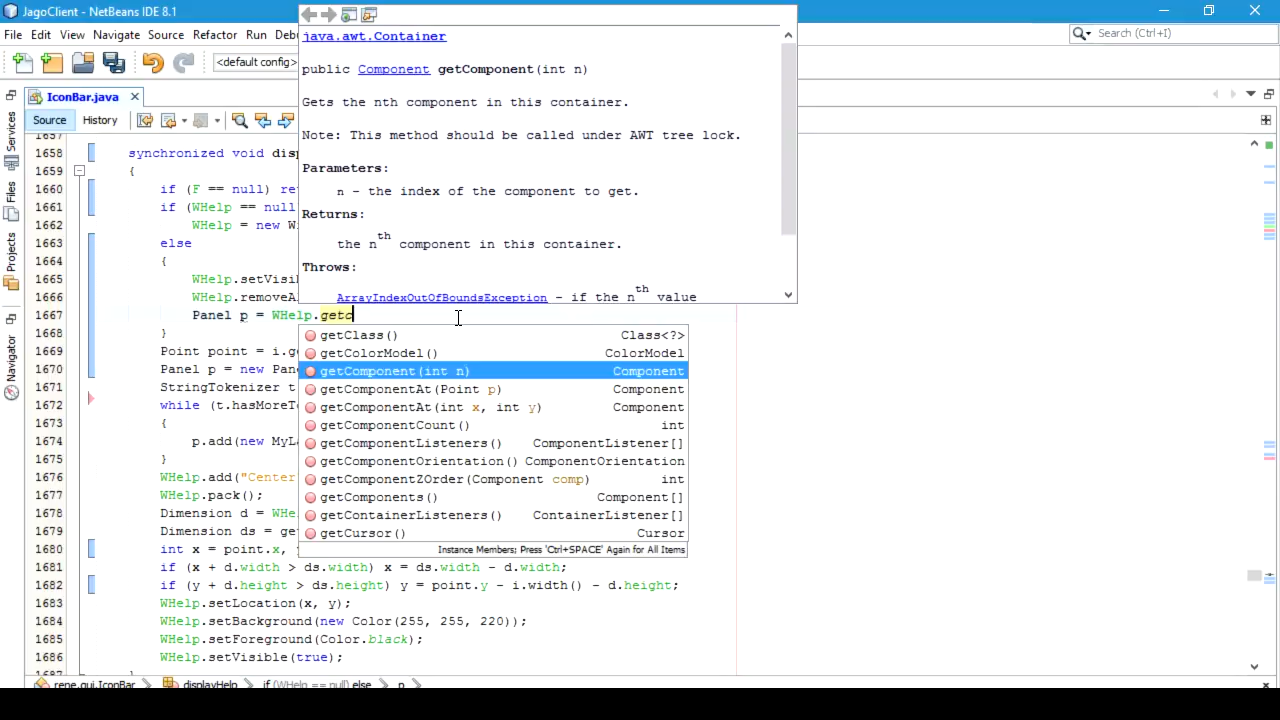 JagoClient - NetBeans IDE 8.1
File Edit View Navigate Source Refactor Run
Search (Ctrl+I)
<default config>
IconBar.java
Source History
Services
Files
Projects
Navigator
java.awt.Container
public Component getComponent(int n)
Gets the nth component in this container.
Note: This method should be called under AWT tree lock.
Parameters:
n - the index of the component to get.
Returns:
the nth component in this container.
Throws:
ArrayIndexOutOfBoundsException - if the nth value
1657
1658 synchronized void disp
1659 {
1660 if (F == null) ret
1661 if (WHelp == null
1662 WHelp = new W
1663 else
1664 {
1665 WHelp.setVisi
1666 WHelp.removeA
1667 Panel p = WHelp.getc
1668 }
1669 Point point = i.ge
1670 Panel p = new Pan
1671 StringTokenizer t
1672 while (t.hasMoreTo
1673 {
1674 p.add(new MyL
1675 }
1676 WHelp.add("Center
1677 WHelp.pack();
1678 Dimension d = WHe
1679 Dimension ds = get
1680 int x = point.x, y
1681 if (x + d.width > ds.width) x = ds.width - d.width;
1682 if (y + d.height > ds.height) y = point.y - i.width() - d.height;
1683 WHelp.setLocation(x, y);
1684 WHelp.setBackground(new Color(255, 255, 220));
1685 WHelp.setForeground(Color.black);
1686 WHelp.setVisible(true);
1687 }
getClass() Class<?>
getColorModel() ColorModel
getComponent(int n) Component
getComponentAt(Point p) Component
getComponentAt(int x, int y) Component
getComponentCount() int
getComponentListeners() ComponentListener[]
getComponentOrientation() ComponentOrientation
getComponentZOrder(Component comp) int
getComponents() Component[]
getContainerListeners() ContainerListener[]
getCursor() Cursor
Instance Members; Press 'Ctrl+SPACE' Again for All Items
rene.gui.IconBar displayHelp if (WHelp == null) else p